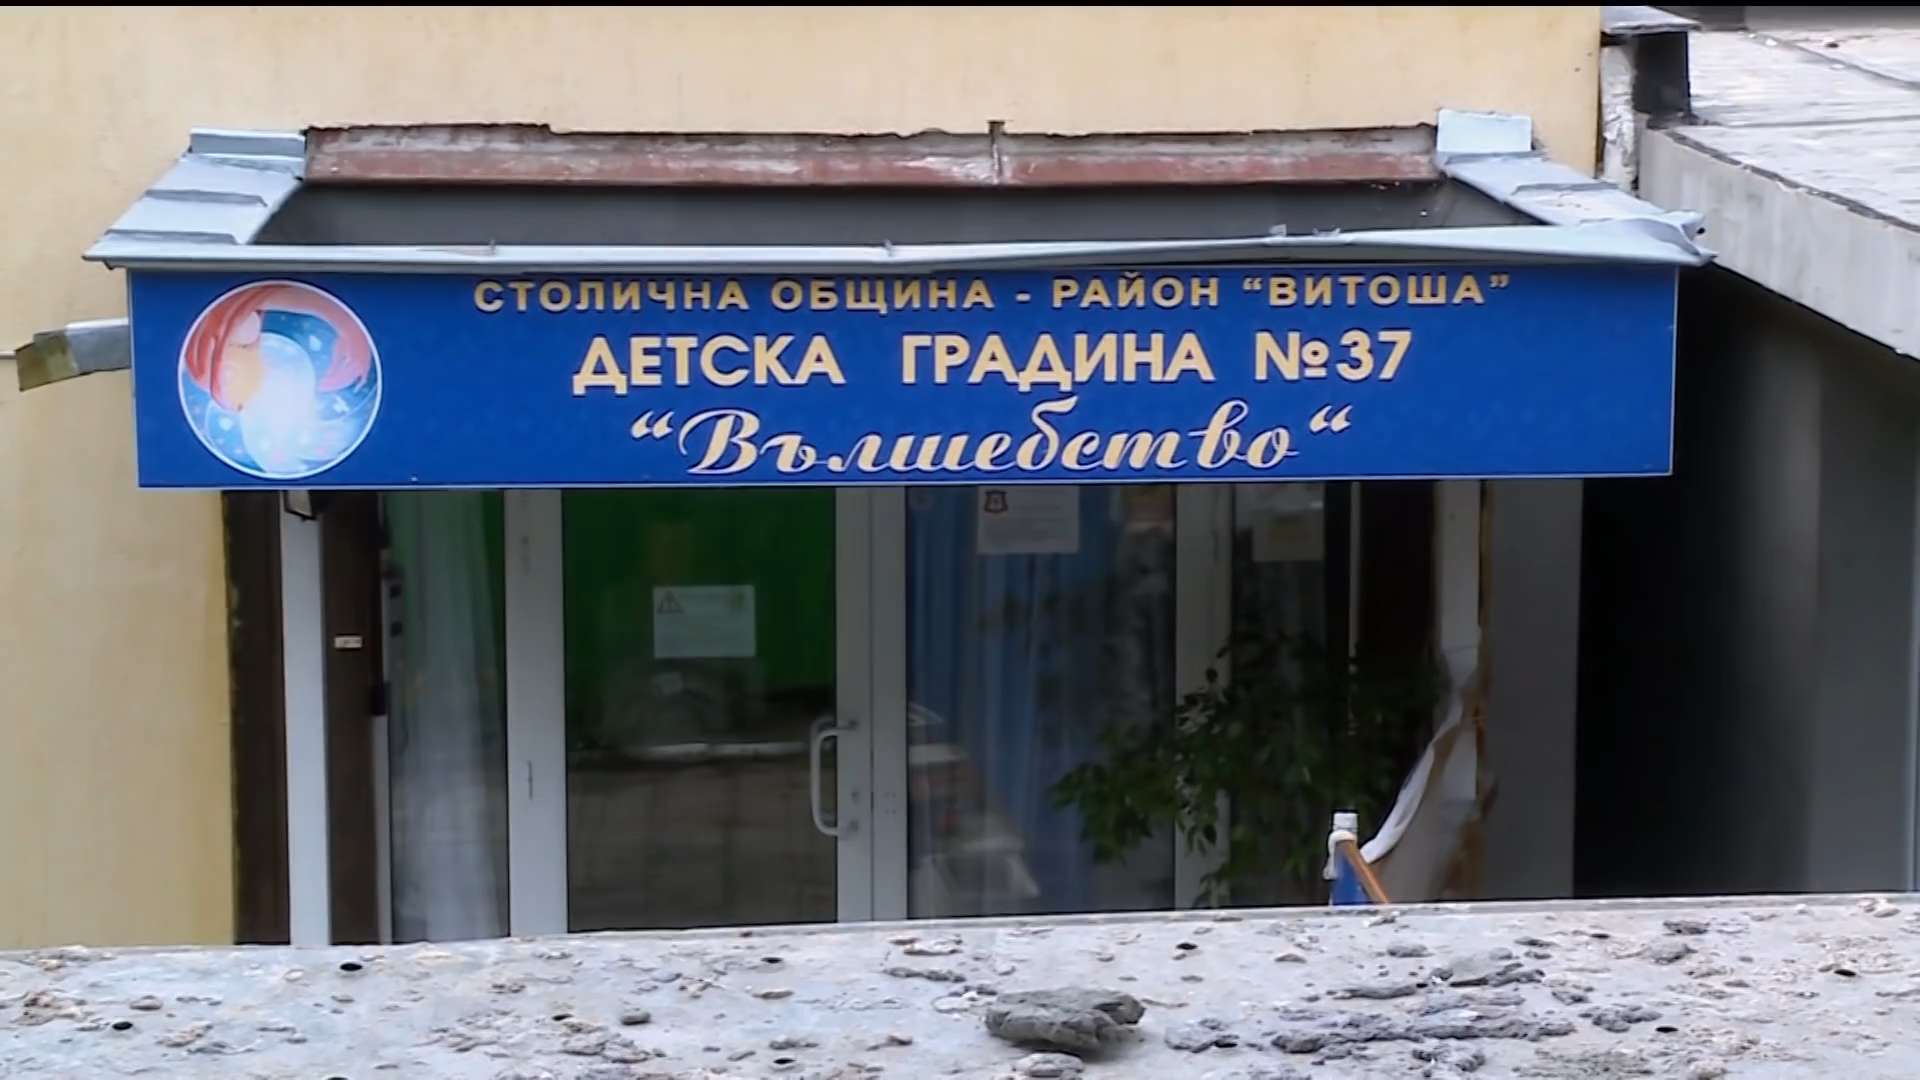 СТОЛИЧНА ОБЩИНА - РАЙОН “ВИТОША”
ДЕТСКА ГРАДИНА №37
“Вълшебство“